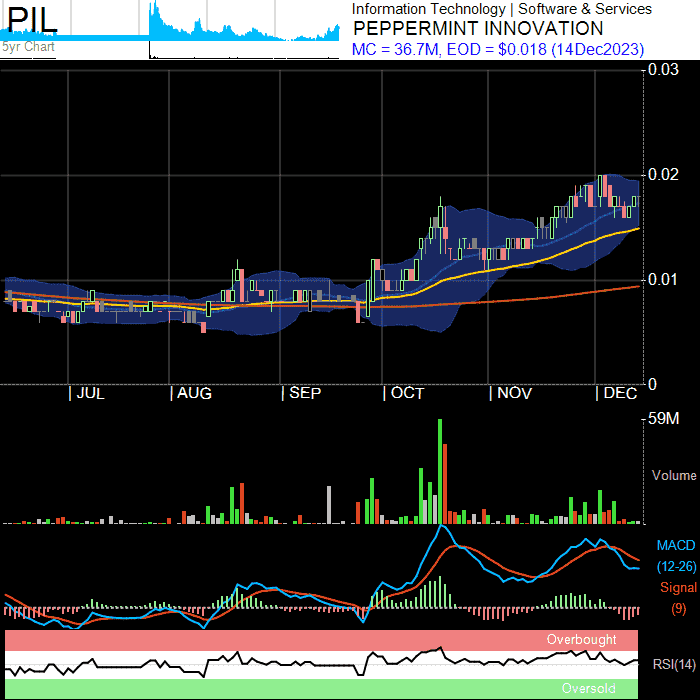 PIL
5yr Chart
Information Technology | Software & Services
PEPPERMINT INNOVATION
MC = 36.7M, EOD = $0.018 (14Dec2023)
0.03
0.02
0.01
0
| JUL | AUG | SEP | OCT | NOV | DEC
59M
Volume
MACD
(12-26)
Signal
(9)
Overbought
RSI(14)
Oversold